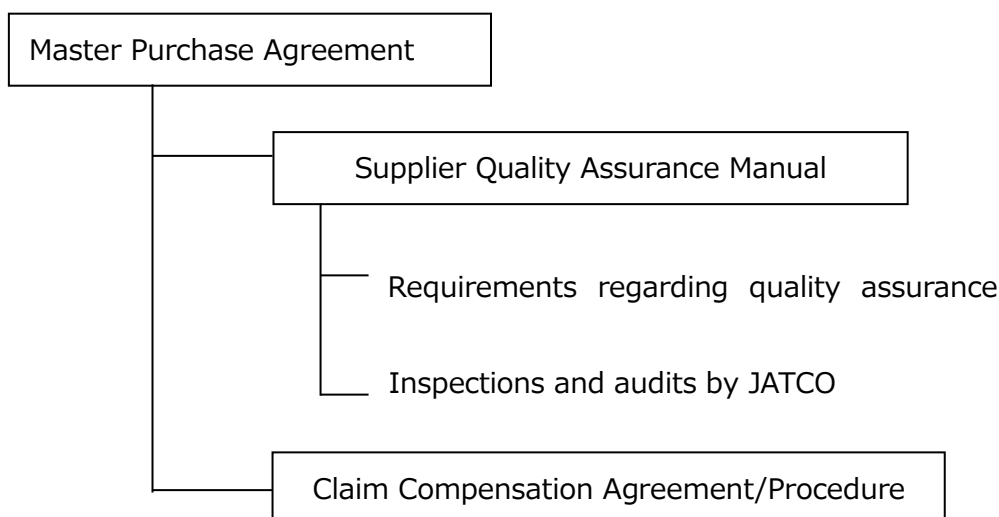 Master Purchase Agreement
Supplier Quality Assurance Manual
Requirements regarding quality assurance
Inspections and audits by JATCO
Claim Compensation Agreement/Procedure